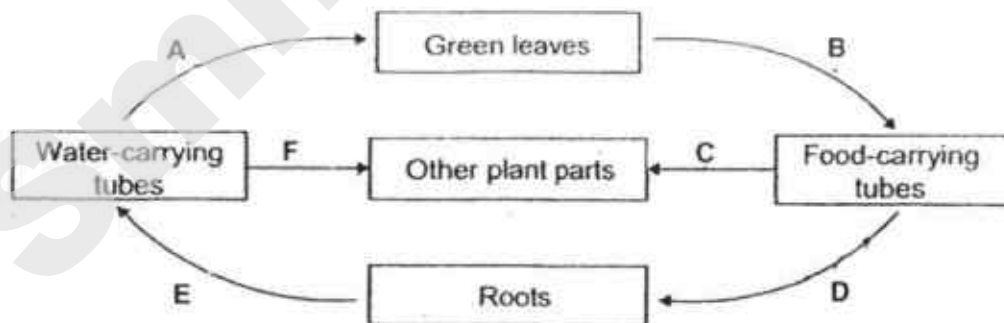 A
Green leaves
B
Water-carrying
tubes
F
Other plant parts
C
Food-carrying
tubes
E
Roots
D